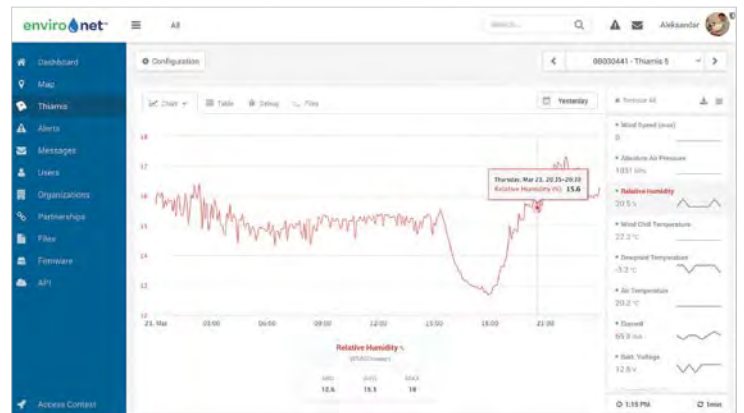 enviro net
All
Search...
Aleksandar
Dashboard
Map
Thiamis
Alerts
Messages
Users
Organizations
Partnerships
Files
Firmware
API
Access Context
Configuration
Thiamis 5
Chart
Table
Debug
Files
Yesterday
18
17
16
15
14
13
12
Thursday, Mar 23, 20:35-20:39
Relative Humidity (%): 15.6
23. Mar
03:00
06:00
09:00
12:00
15:00
18:00
21:00
Relative Humidity %
MIN
AVG
MAX
12.6
15.1
18
Wind Speed (max)
0
Absolute Air Pressure
1031 hPa
Relative Humidity
20.5 %
Wind Chill Temperature
22.3 °C
Dewpoint Temperature
-3.2 °C
Air Temperature
20.2 °C
Current
Batt. Voltage
12.8 V
1:35 PM
5min